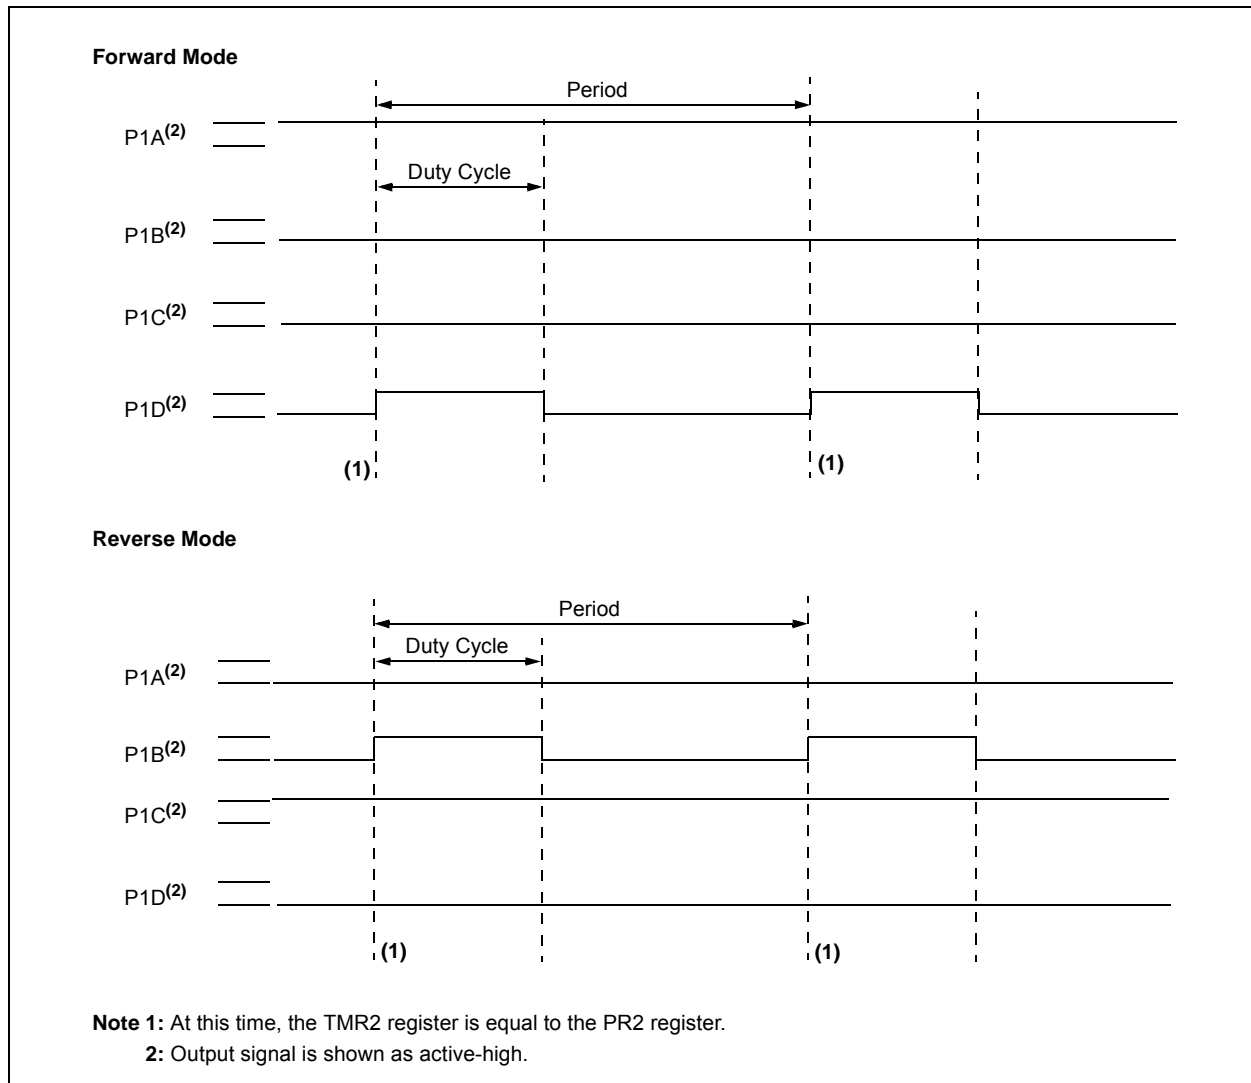 Forward Mode
Period
P1A(2)
Duty Cycle
P1B(2)
P1C(2)
P1D(2)
(1)
(1)
Reverse Mode
Period
Duty Cycle
P1A(2)
P1B(2)
P1C(2)
P1D(2)
(1)
(1)
Note 1: At this time, the TMR2 register is equal to the PR2 register.
2: Output signal is shown as active-high.